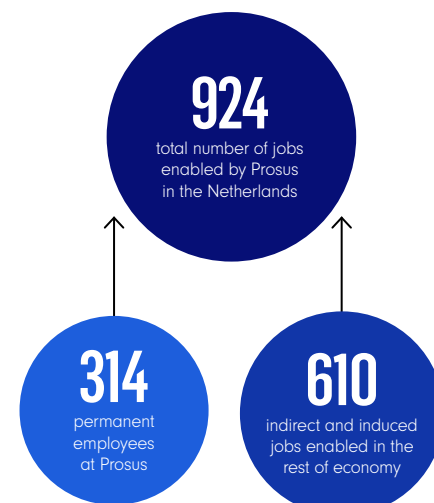 924
total number of jobs
enabled by Prosus
in the Netherlands
314
permanent
employees
at Prosus
610
indirect and induced
jobs enabled in the
rest of economy